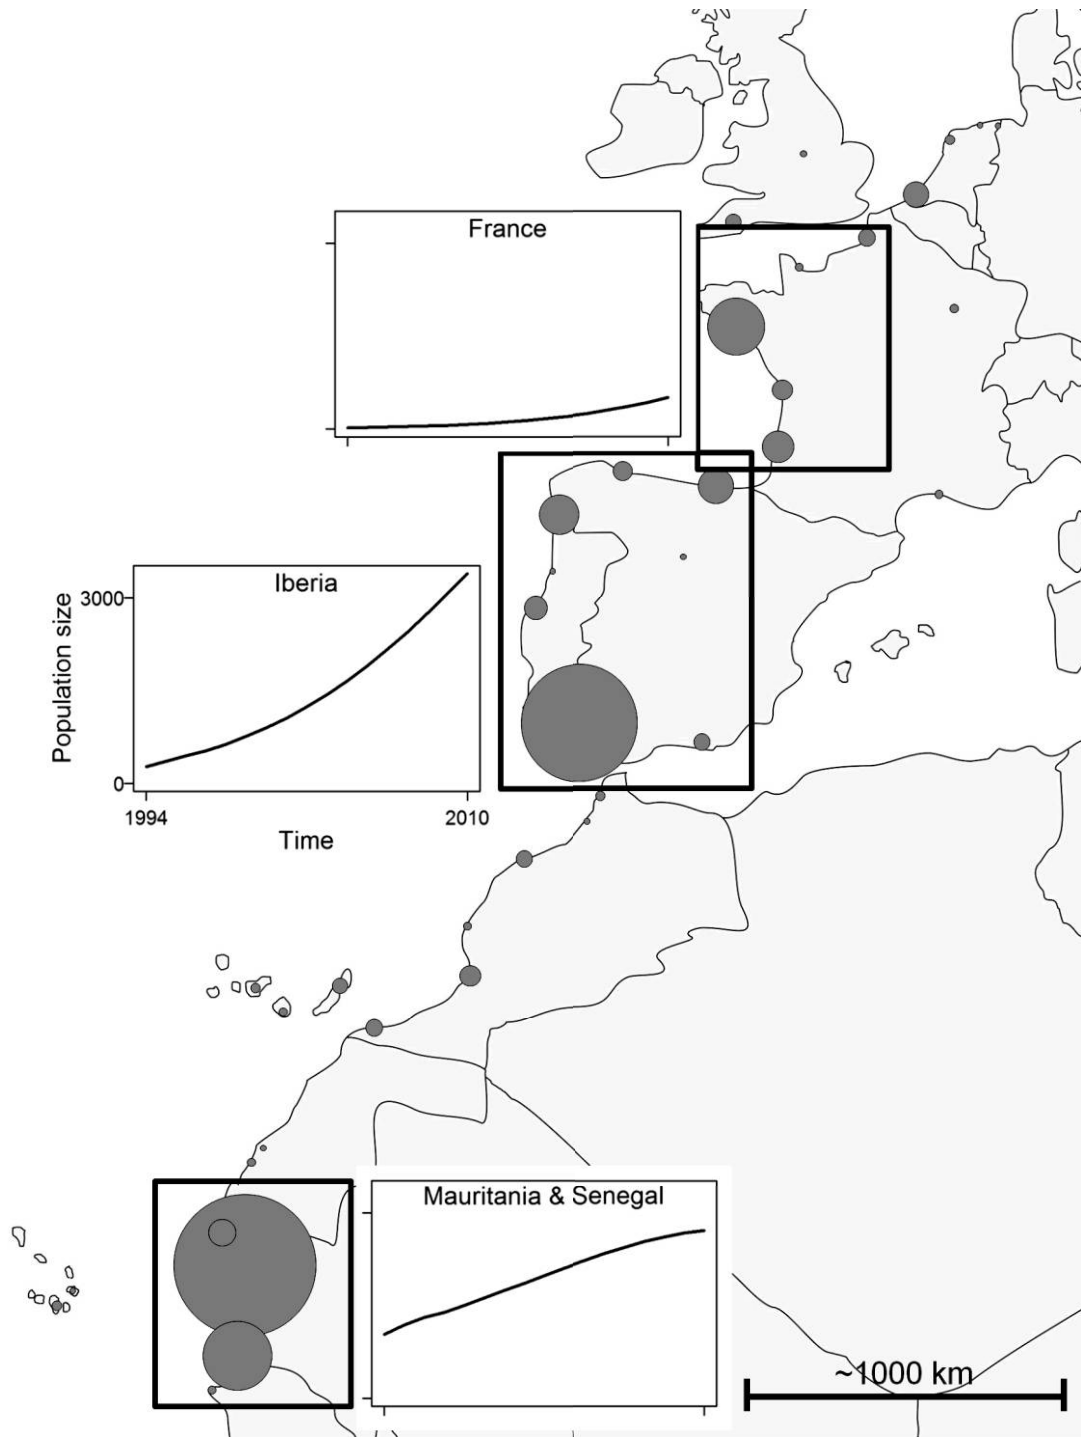 France
Iberia
3000
Population size
0
1994
2010
Time
Mauritania & Senegal
~1000 km